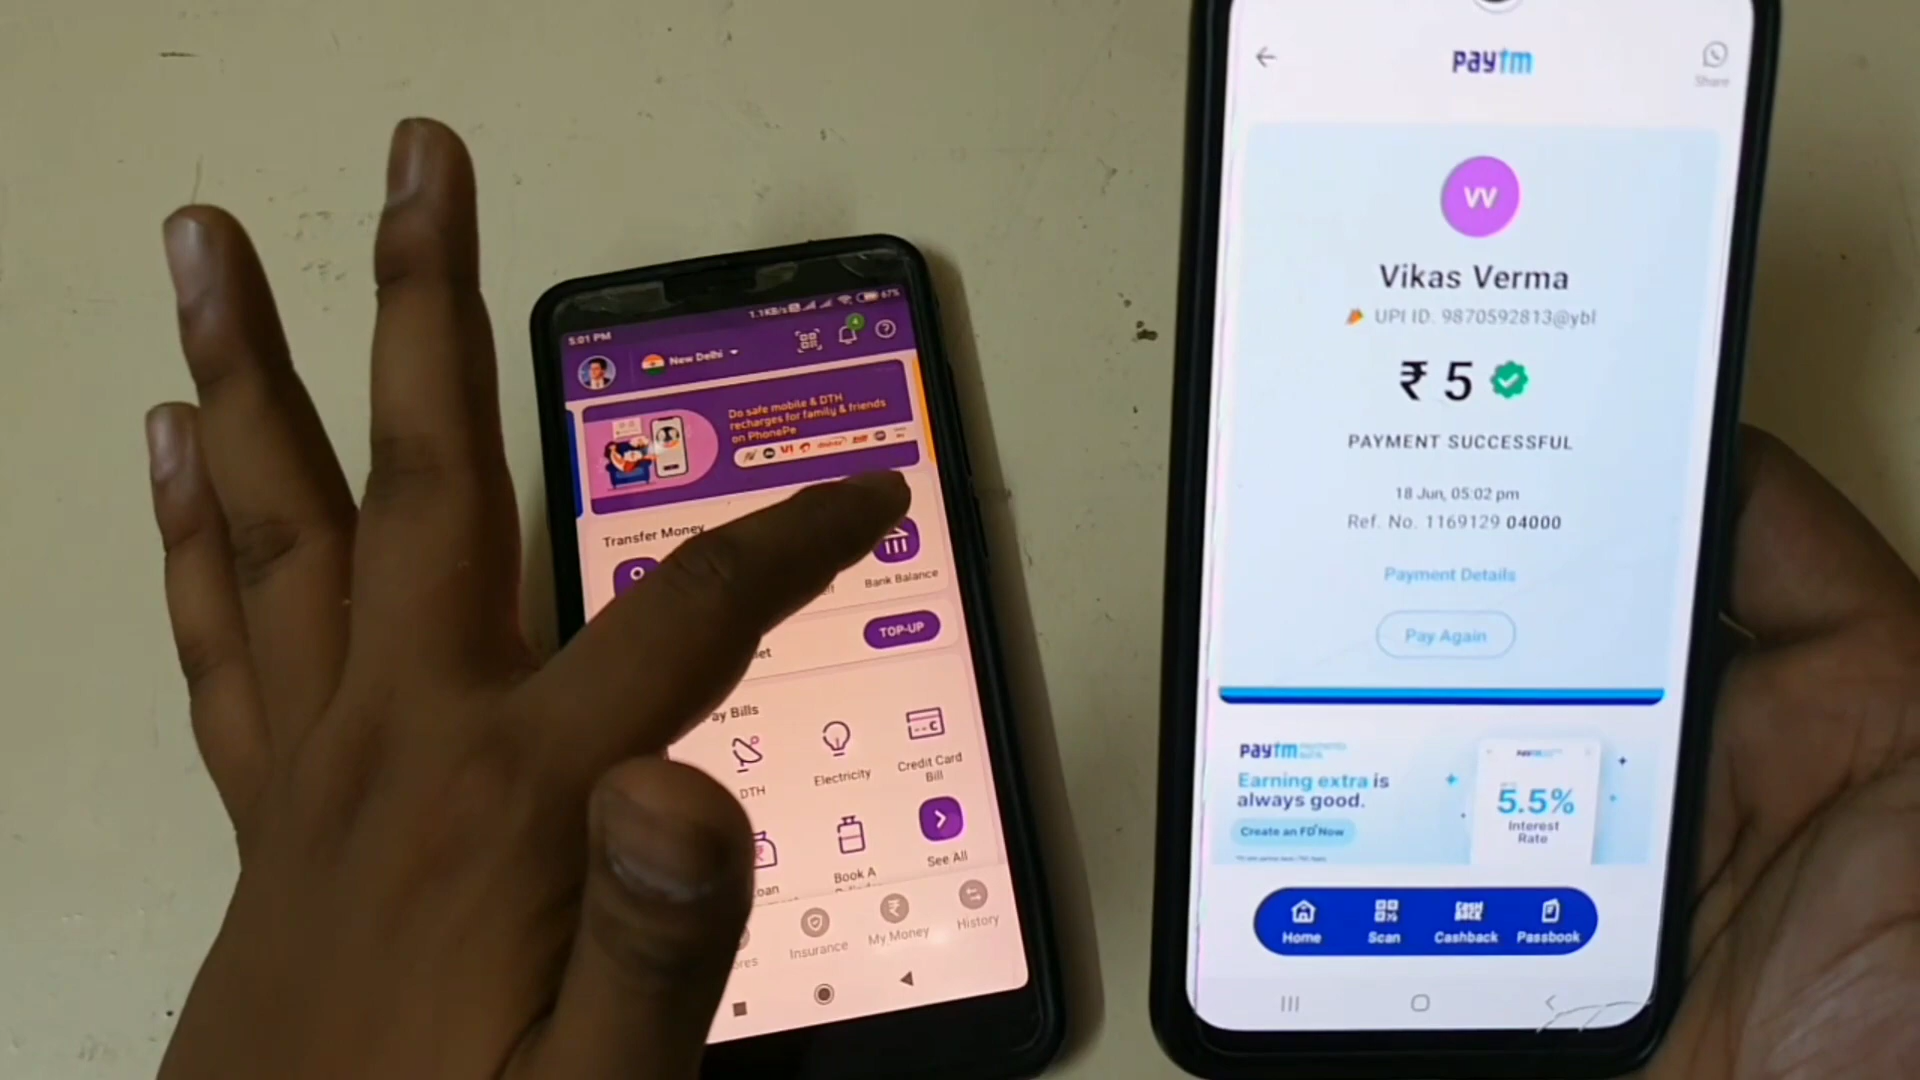 5:01 PM
1.1KB/s
67%
New Delhi
4
Do safe mobile & DTH
recharges for family & friends
on PhonePe
VI
Transfer Money
Bank Balance
TOP-UP
Pay Bills
DTH
Electricity
Credit Card
Bill
Loan
Book A
See All
Insurance
My Money
History
paytm
Share
VV
Vikas Verma
UPI ID. 9870592813@ybl
₹ 5
PAYMENT SUCCESSFUL
18 Jun, 05:02 pm
Ref. No. 1169129 04000
Payment Details
Pay Again
paytm
Earning extra is
always good.
Create an FD* Now
paytm
5.5%
Interest
Rate
Home
Scan
Cashback
Passbook